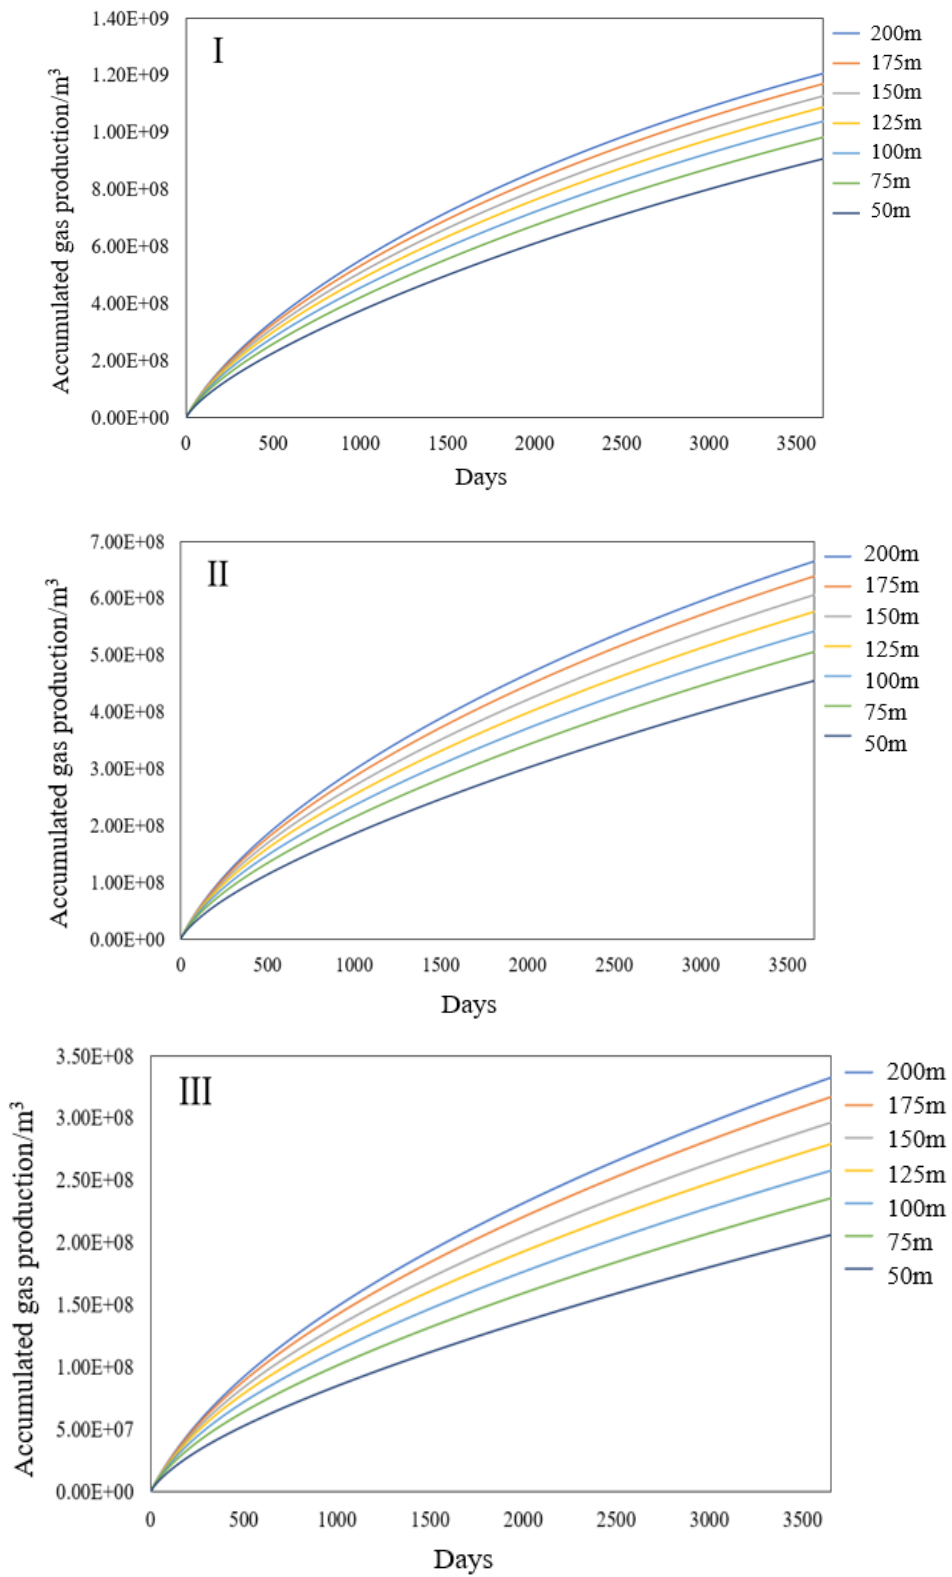 1.40E+09
1.20E+09
1.00E+09
8.00E+08
6.00E+08
4.00E+08
2.00E+08
0.00E+00
Accumulated gas production/m³
I
0 500 1000 1500 2000 2500 3000 3500
Days
200m
175m
150m
125m
100m
75m
50m
7.00E+08
6.00E+08
5.00E+08
4.00E+08
3.00E+08
2.00E+08
1.00E+08
0.00E+00
Accumulated gas production/m³
II
0 500 1000 1500 2000 2500 3000 3500
Days
200m
175m
150m
125m
100m
75m
50m
3.50E+08
3.00E+08
2.50E+08
2.00E+08
1.50E+08
1.00E+08
5.00E+07
0.00E+00
Accumulated gas production/m³
III
0 500 1000 1500 2000 2500 3000 3500
Days
200m
175m
150m
125m
100m
75m
50m